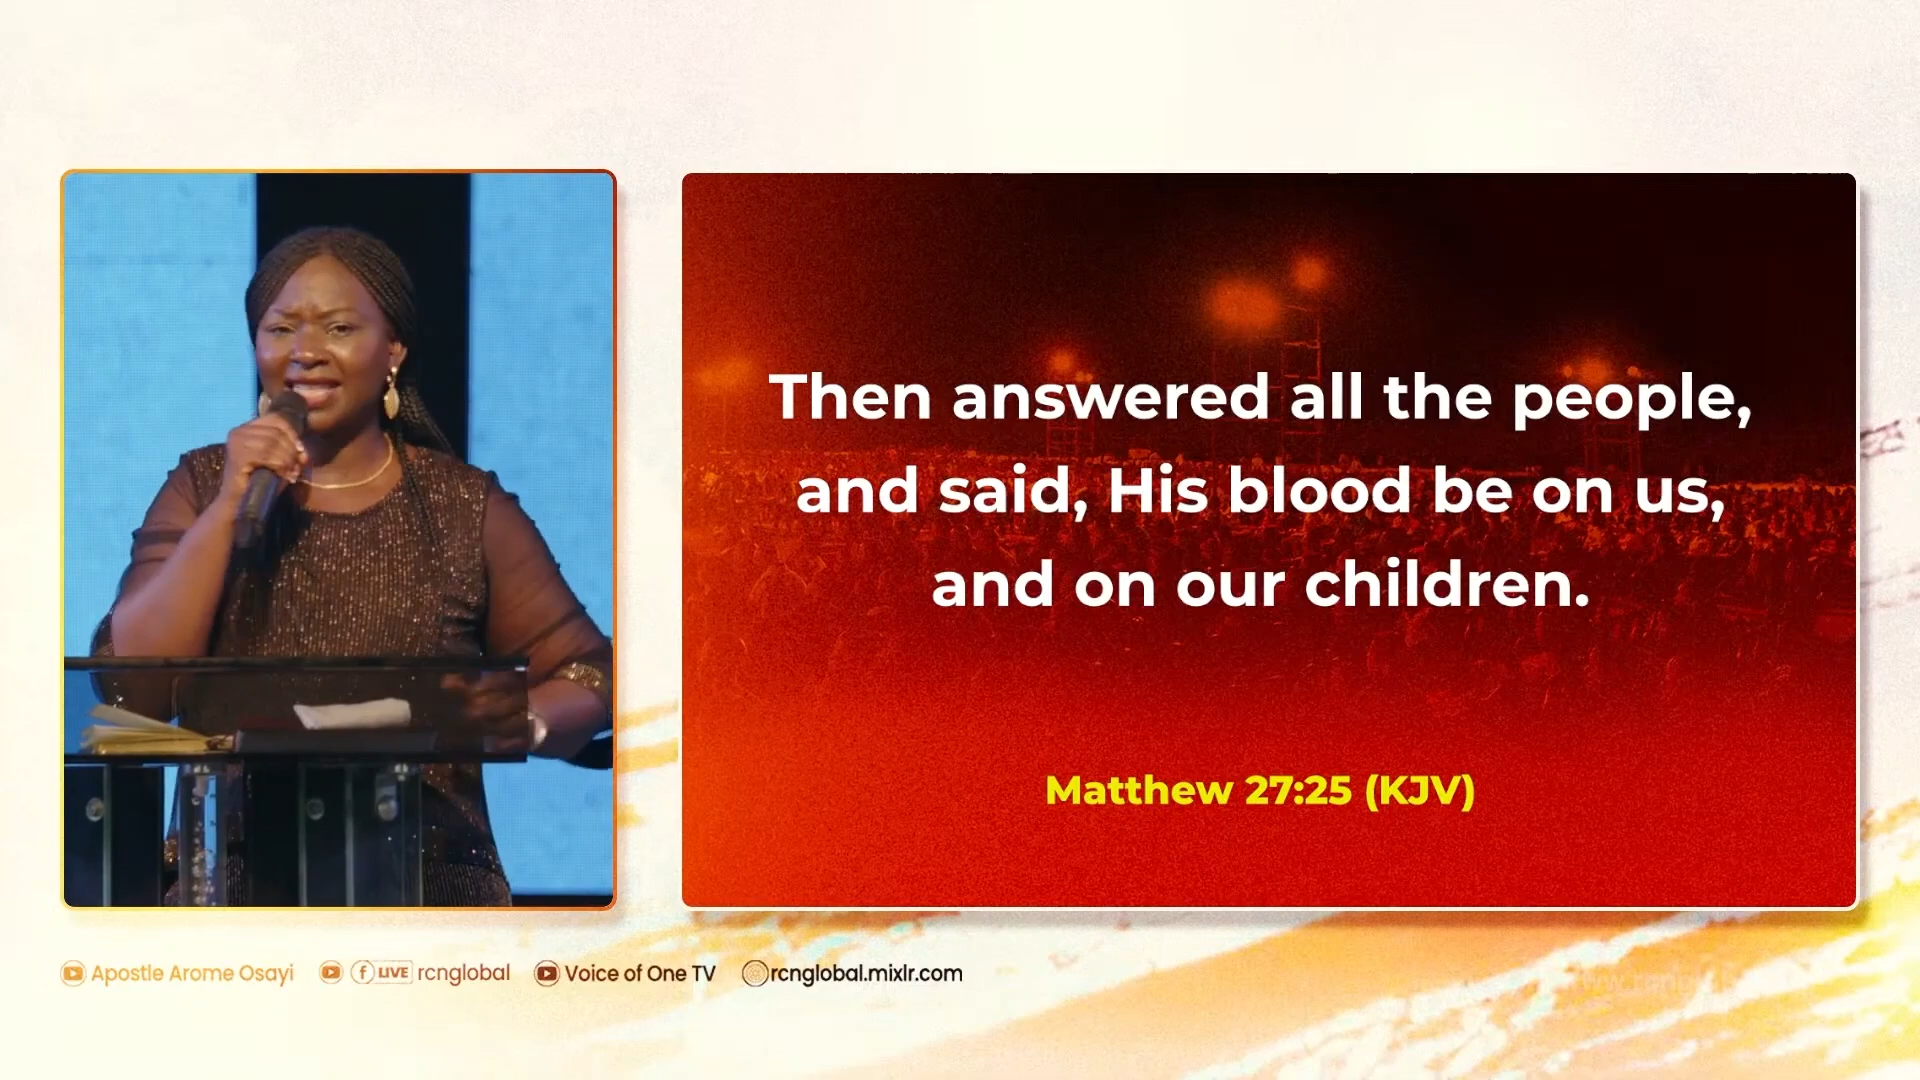 Then answered all the people,
and said, His blood be on us,
and on our children.
Matthew 27:25 (KJV)
Apostle Arome Osayi LIVE rcnglobal Voice of One TV rcnglobal.mixlr.com